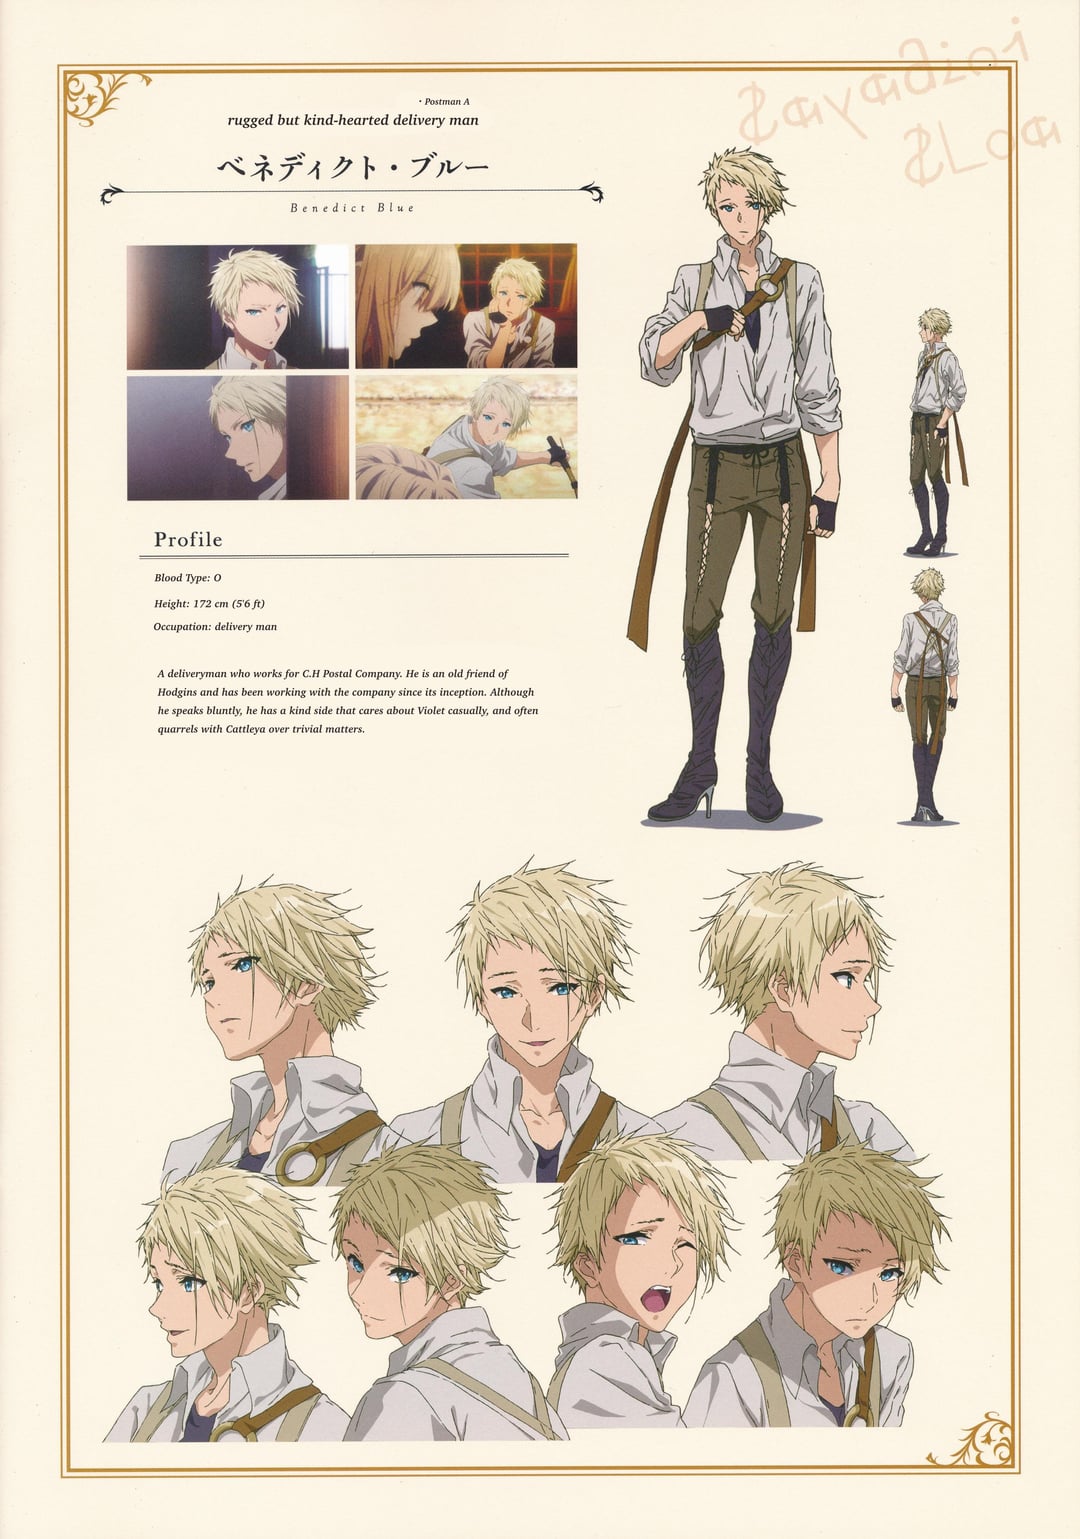 Sayadioi
Sloa
・Postman A
rugged but kind-hearted delivery man
ベネディクト・ブルー
Benedict Blue
Profile
Blood Type: O
Height: 172 cm (5'6 ft)
Occupation: delivery man
A deliveryman who works for C.H Postal Company. He is an old friend of
Hodgins and has been working with the company since its inception. Although
he speaks bluntly, he has a kind side that cares about Violet casually, and often
quarrels with Cattleya over trivial matters.